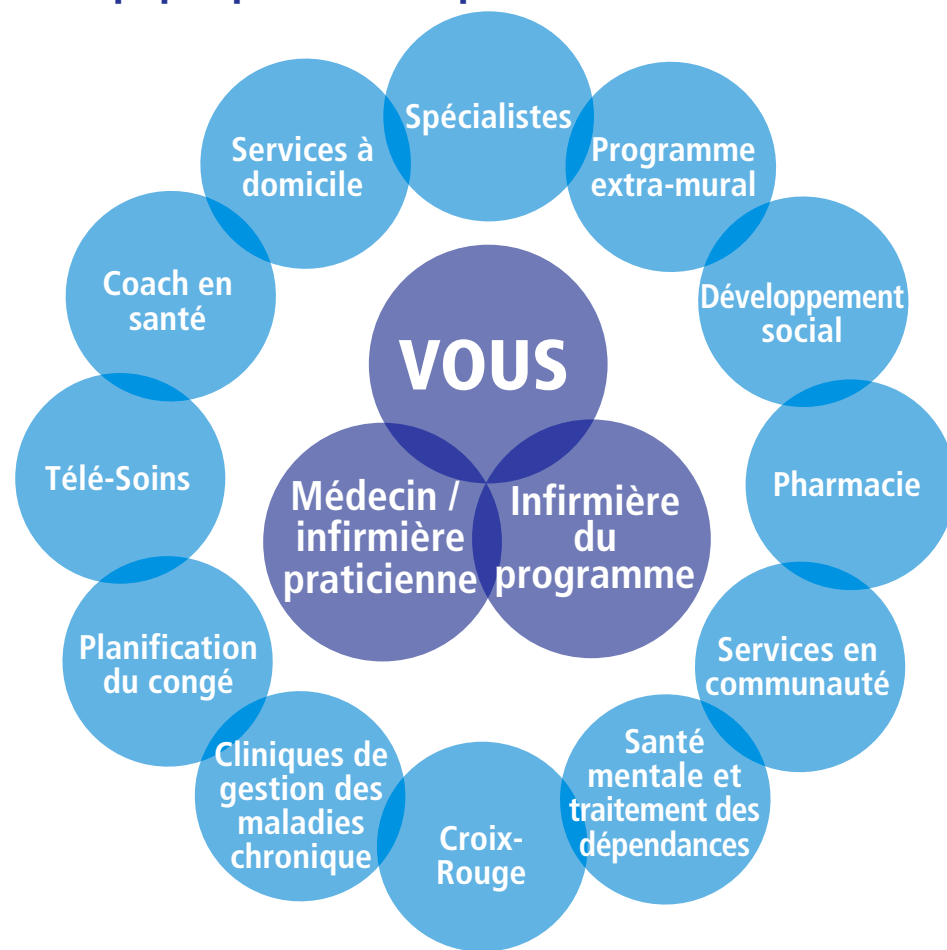 Spécialistes
Programme
extra-mural
Développement
social
Pharmacie
Services en
communauté
Santé
mentale et
traitement des
dépendances
Croix-
Rouge
Cliniques de
gestion des
maladies
chronique
Planification
du congé
Télé-Soins
Coach en
santé
Services à
domicile
VOUS
Médecin /
infirmière
praticienne
Infirmière
du
programme